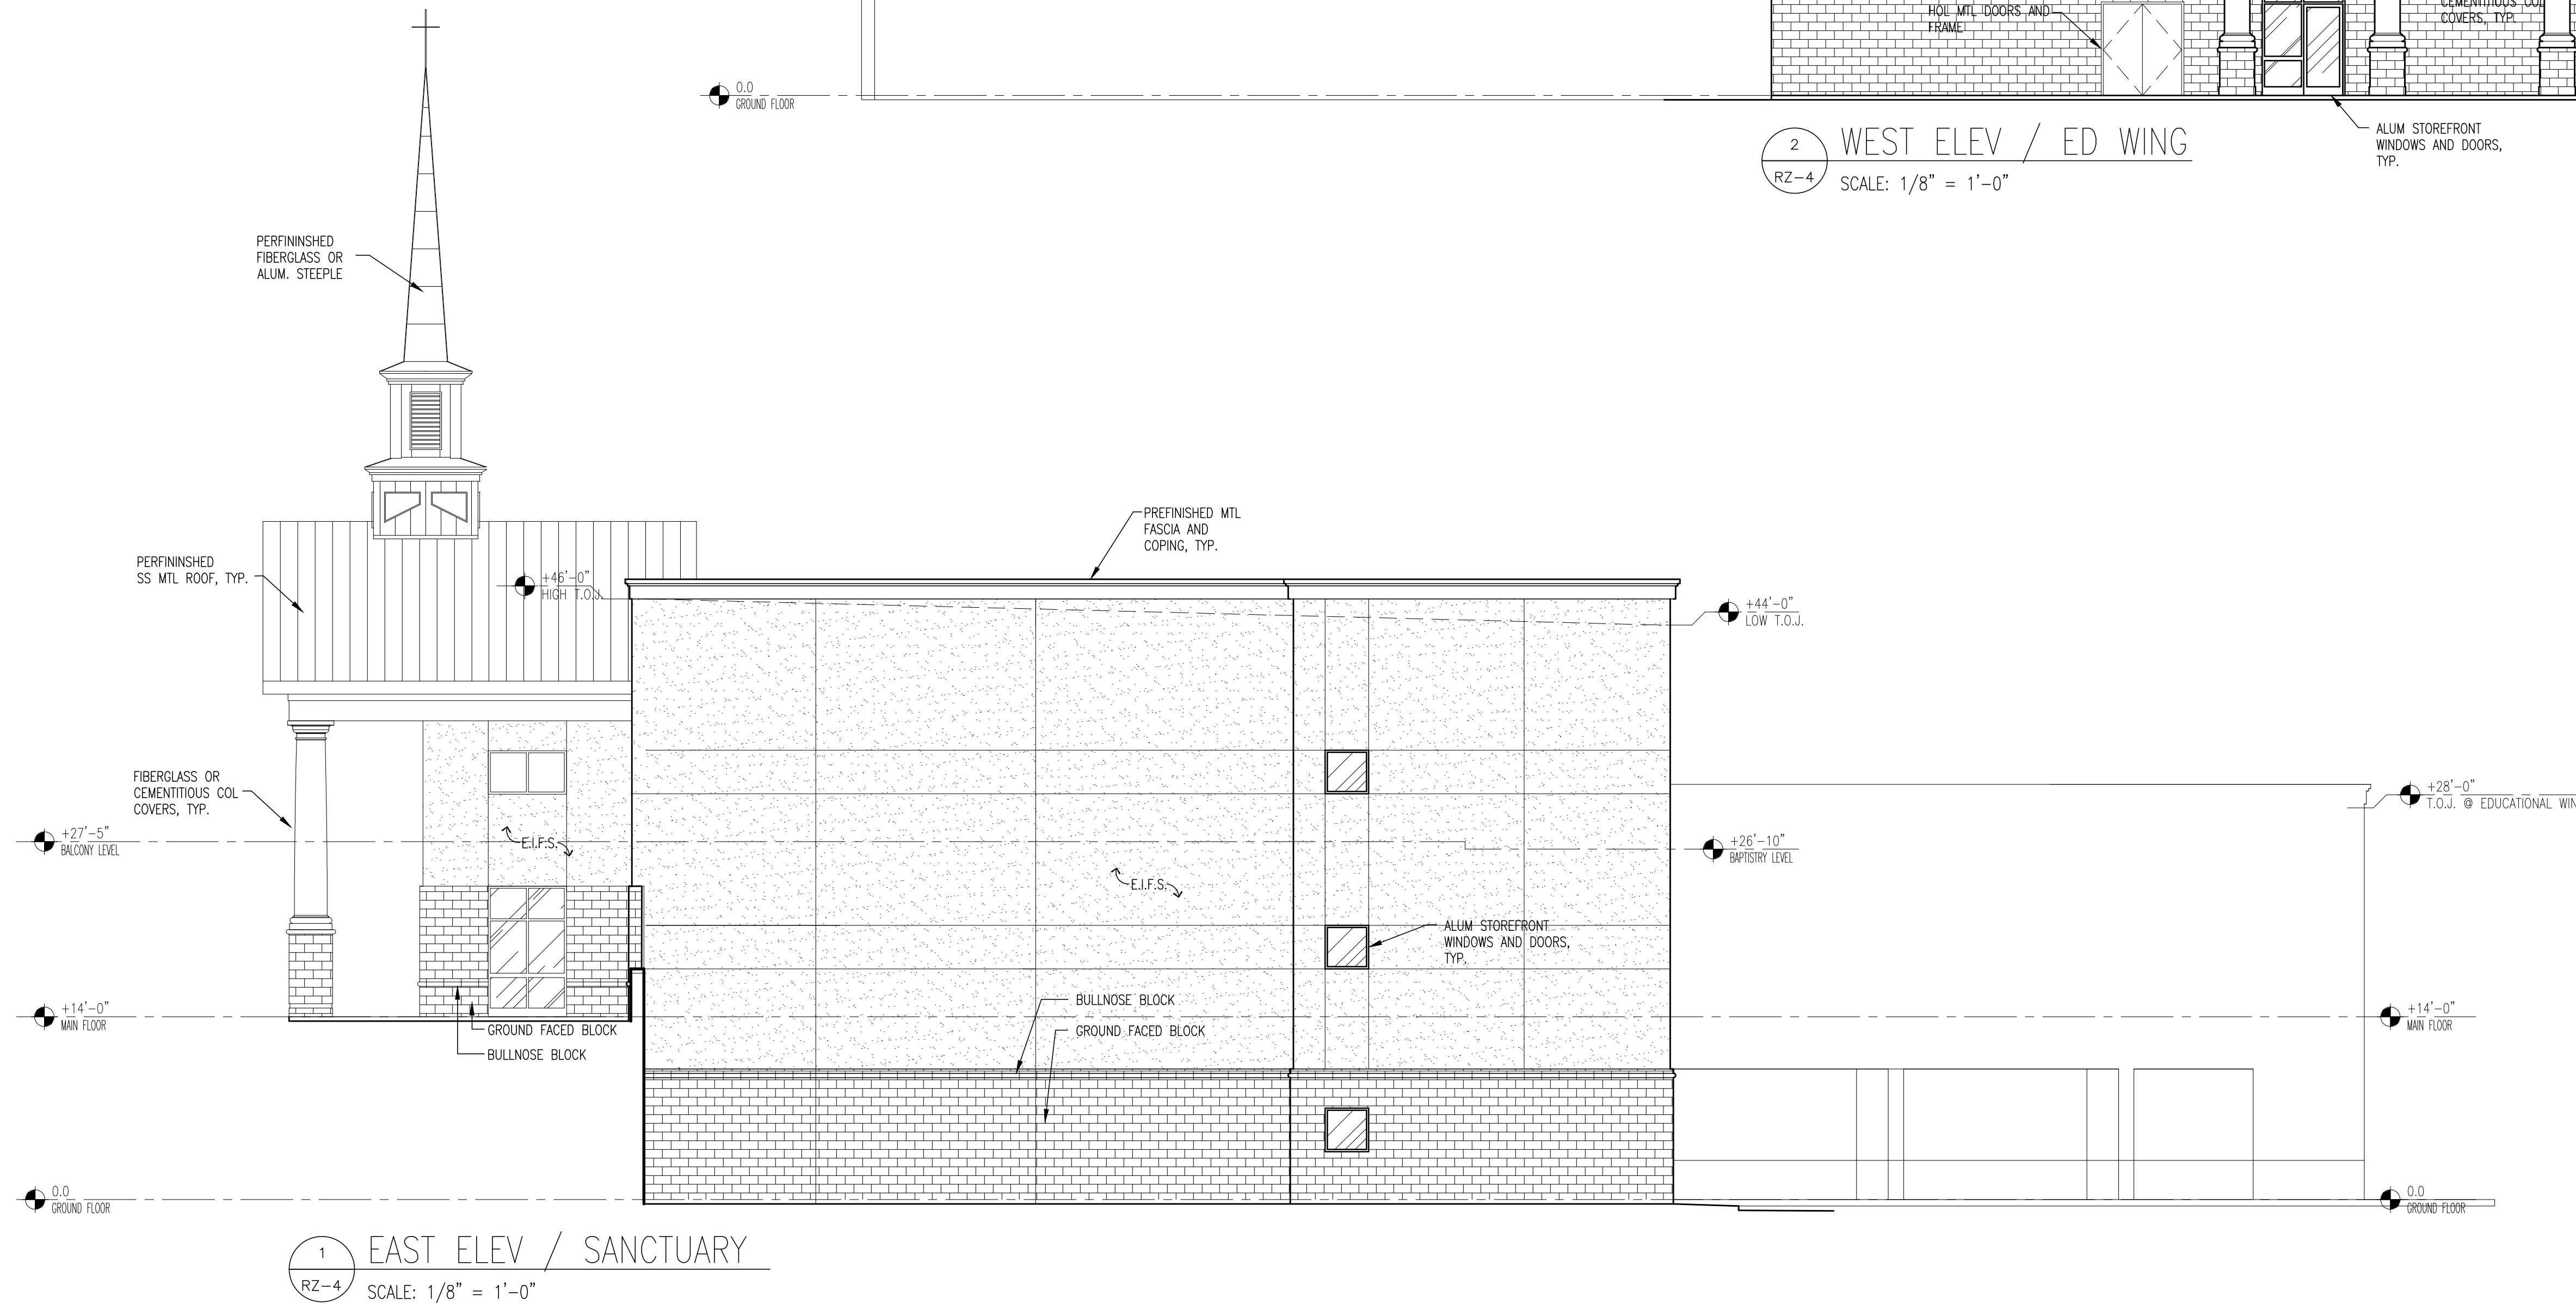 HOL MTL DOORS AND
FRAME
CEMENTITIOUS COL
COVERS, TYP.
0.0
GROUND FLOOR
ALUM STOREFRONT
WINDOWS AND DOORS,
TYP.
2
RZ-4
WEST ELEV / ED WING
SCALE: 1/8" = 1'-0"
PERFININSHED
FIBERGLASS OR
ALUM. STEEPLE
PREFINISHED MTL
FASCIA AND
COPING, TYP.
PERFININSHED
SS MTL ROOF, TYP.
+46'-0"
HIGH T.O.J.
+44'-0"
LOW T.O.J.
FIBERGLASS OR
CEMENTITIOUS COL
COVERS, TYP.
+28'-0"
T.O.J. @ EDUCATIONAL WIN
+27'-5"
BALCONY LEVEL
E.I.F.S.
+26'-10"
BAPTISTRY LEVEL
E.I.F.S.
ALUM STOREFRONT
WINDOWS AND DOORS,
TYP.
BULLNOSE BLOCK
GROUND FACED BLOCK
+14'-0"
MAIN FLOOR
GROUND FACED BLOCK
BULLNOSE BLOCK
+14'-0"
MAIN FLOOR
0.0
GROUND FLOOR
0.0
GROUND FLOOR
1
RZ-4
EAST ELEV / SANCTUARY
SCALE: 1/8" = 1'-0"